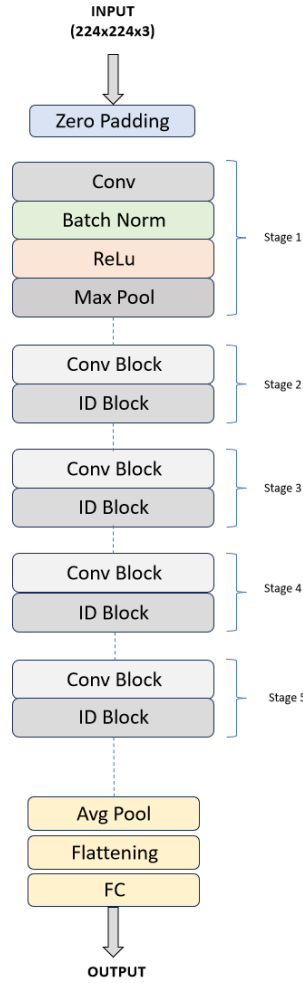 INPUT
(224x224x3)
Zero Padding
Conv
Batch Norm
ReLu
Max Pool
Stage 1
Conv Block
ID Block
Stage 2
Conv Block
ID Block
Stage 3
Conv Block
ID Block
Stage 4
Conv Block
ID Block
Stage 5
Avg Pool
Flattening
FC
OUTPUT